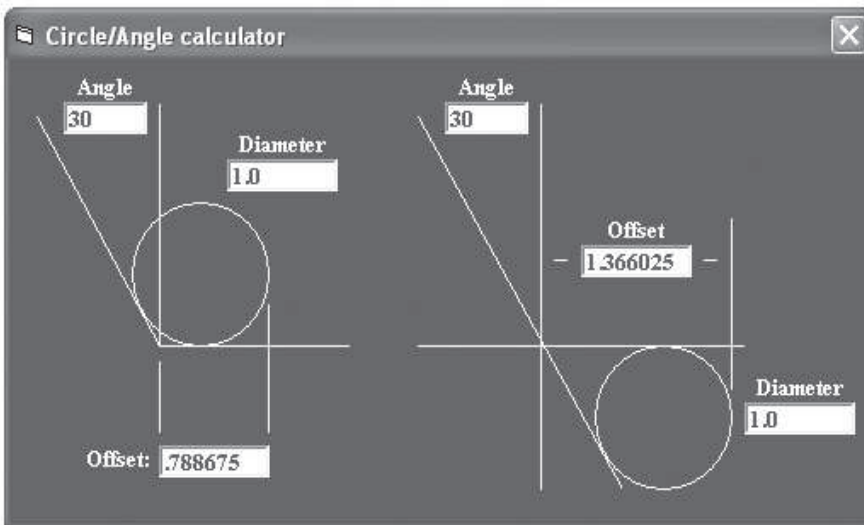 Circle/Angle calculator
Angle
30
Diameter
1.0
Offset: .788675
Angle
30
Offset
1.366025
Diameter
1.0